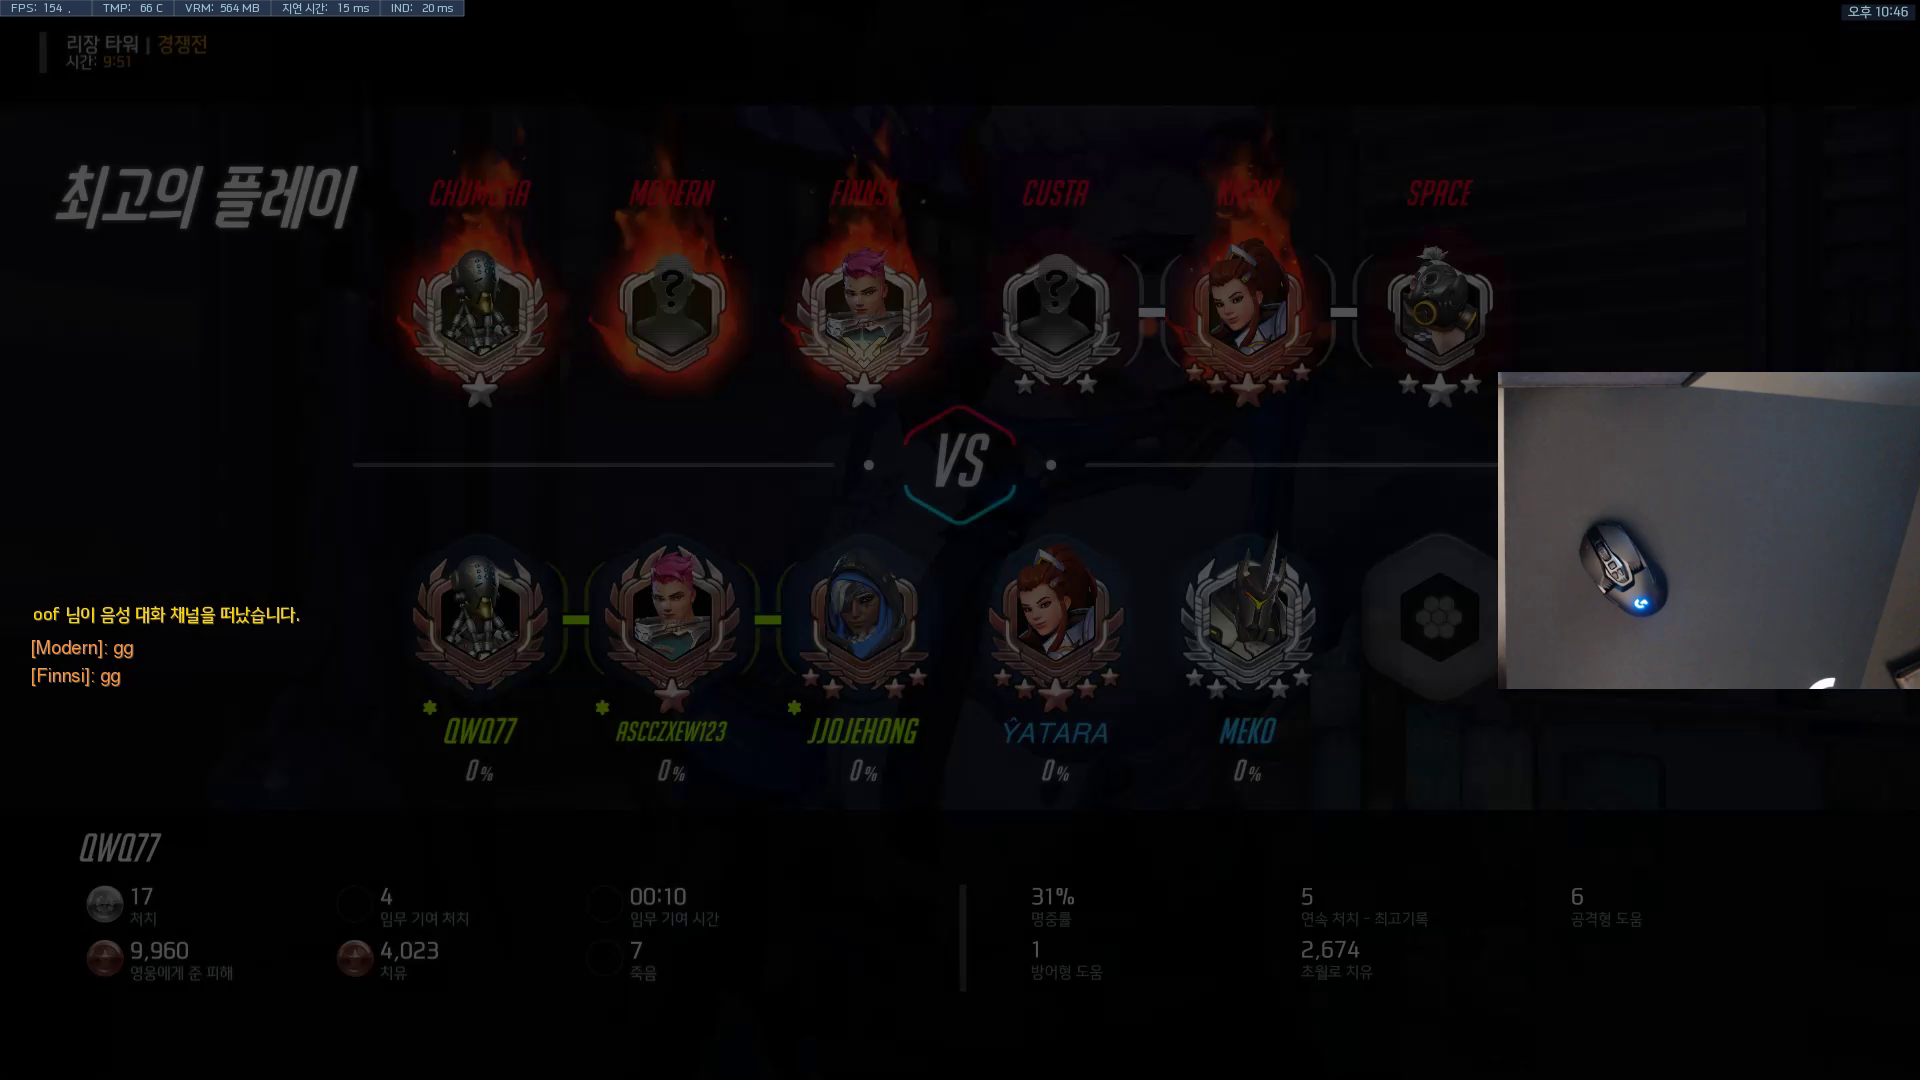 FPS: 154 . TMP: 66 C VRM: 564 MB 지연 시간: 15 ms IND: 20 ms
오후 10:46
리장 타워 | 경쟁전
시간: 9:51
최고의 플레이
CHUMCHA MODERN FINNSI CUSTA SPACE
VS
oof 님이 음성 대화 채널을 떠났습니다.
[Modern]: gg
[Finnsi]: gg
QWQ77 ASCCZXEW123 JJOJEHONG ŶATARA MEKO
0% 0% 0% 0% 0%
QWQ77
17 4 00:10 31% 5 6
처치 임무 기여 처치 임무 기여 시간 명중률 연속 처치 - 최고기록 공격형 도움
9,960 4,023 7 1 2,674
영웅에게 준 피해 치유 죽음 방어형 도움 초월로 치유